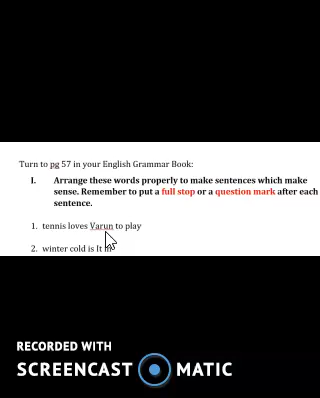 Turn to pg 57 in your English Grammar Book:
I. Arrange these words properly to make sentences which make
sense. Remember to put a full stop or a question mark after each
sentence.
1. tennis loves Varun to play
2. winter cold is It in
RECORDED WITH
SCREENCAST MATIC